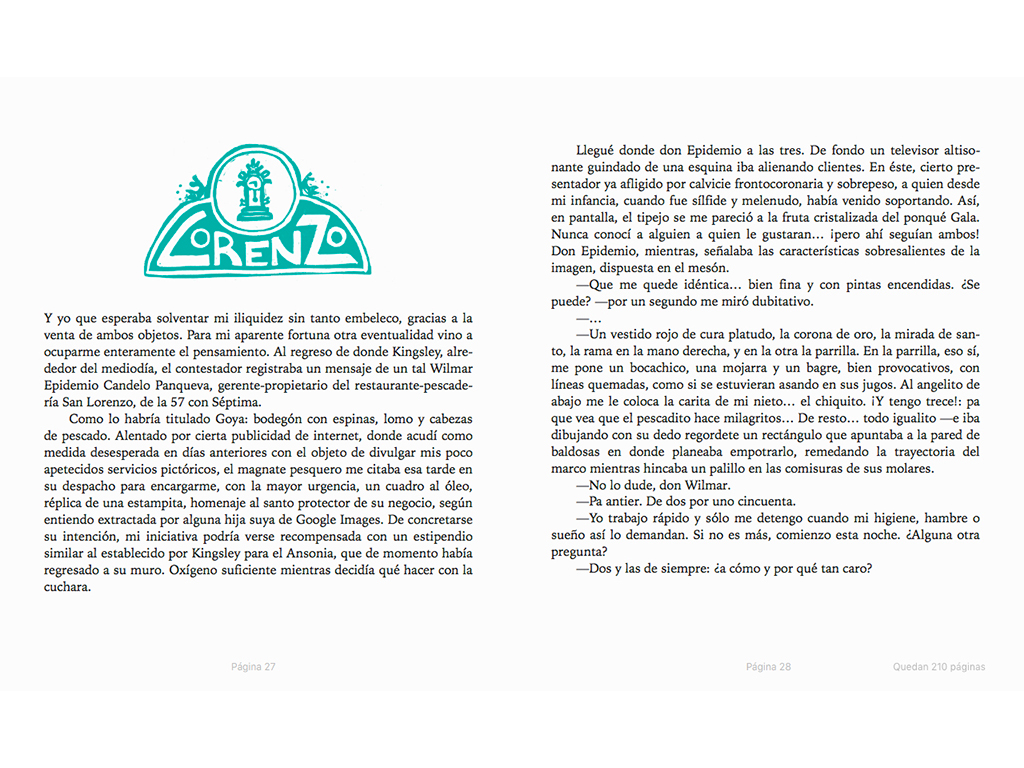 LORENZO
Y yo que esperaba solventar mi iliquidez sin tanto embeleco, gracias a la
venta de ambos objetos. Para mi aparente fortuna otra eventualidad vino a
ocuparme enteramente el pensamiento. Al regreso de donde Kingsley, alre-
dedor del mediodía, el contestador registraba un mensaje de un tal Wilmar
Epidemio Candelo Panqueva, gerente-propietario del restaurante-pescade-
ría San Lorenzo, de la 57 con Séptima.
Como lo habría titulado Goya: bodegón con espinas, lomo y cabezas
de pescado. Alentado por cierta publicidad de internet, donde acudí como
medida desesperada en días anteriores con el objeto de divulgar mis poco
apetecidos servicios pictóricos, el magnate pesquero me citaba esa tarde en
su despacho para encargarme, con la mayor urgencia, un cuadro al óleo,
réplica de una estampita, homenaje al santo protector de su negocio, según
entiendo extractada por alguna hija suya de Google Images. De concretarse
su intención, mi iniciativa podría verse recompensada con un estipendio
similar al establecido por Kingsley para el Ansonia, que de momento había
regresado a su muro. Oxígeno suficiente mientras decidía qué hacer con la
cuchara.
Página 27
Llegué donde don Epidemio a las tres. De fondo un televisor altiso-
nante guindado de una esquina iba alienando clientes. En éste, cierto pre-
sentador ya afligido por calvicie frontocoronaria y sobrepeso, a quien desde
mi infancia, cuando fue sílfide y melenudo, había venido soportando. Así,
en pantalla, el tipejo se me pareció a la fruta cristalizada del ponqué Gala.
Nunca conocí a alguien a quien le gustaran… ¡pero ahí seguían ambos!
Don Epidemio, mientras, señalaba las características sobresalientes de la
imagen, dispuesta en el mesón.
—Que me quede idéntica… bien fina y con pintas encendidas. ¿Se
puede? —por un segundo me miró dubitativo.
—…
—Un vestido rojo de cura platudo, la corona de oro, la mirada de san-
to, la rama en la mano derecha, y en la otra la parrilla. En la parrilla, eso sí,
me pone un bocachico, una mojarra y un bagre, bien provocativos, con
líneas quemadas, como si se estuvieran asando en sus jugos. Al angelito de
abajo me le coloca la carita de mi nieto… el chiquito. ¡Y tengo trece!: pa
que vea que el pescadito hace milagritos… De resto… todo igualito —e iba
dibujando con su dedo regordete un rectángulo que apuntaba a la pared de
baldosas en donde planeaba empotrarlo, remedando la trayectoria del
marco mientras hincaba un palillo en las comisuras de sus molares.
—No lo dude, don Wilmar.
—Pa antier. De dos por uno cincuenta.
—Yo trabajo rápido y sólo me detengo cuando mi higiene, hambre o
sueño así lo demandan. Si no es más, comienzo esta noche. ¿Alguna otra
pregunta?
—Dos y las de siempre: ¿a cómo y por qué tan caro?
Página 28
Quedan 210 páginas